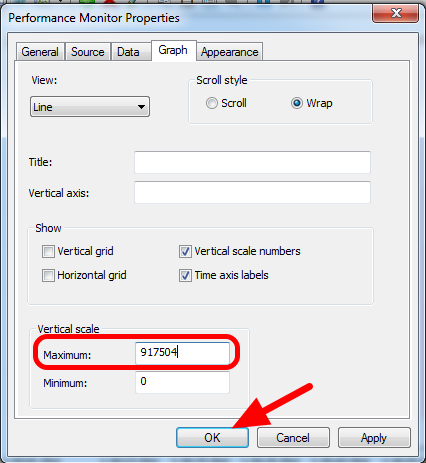 Performance Monitor Properties
General Source Data Graph Appearance
View: Scroll style
Line Scroll Wrap
Title:
Vertical axis:
Show
Vertical grid Vertical scale numbers
Horizontal grid Time axis labels
Vertical scale
Maximum: 917504
Minimum: 0
OK Cancel Apply